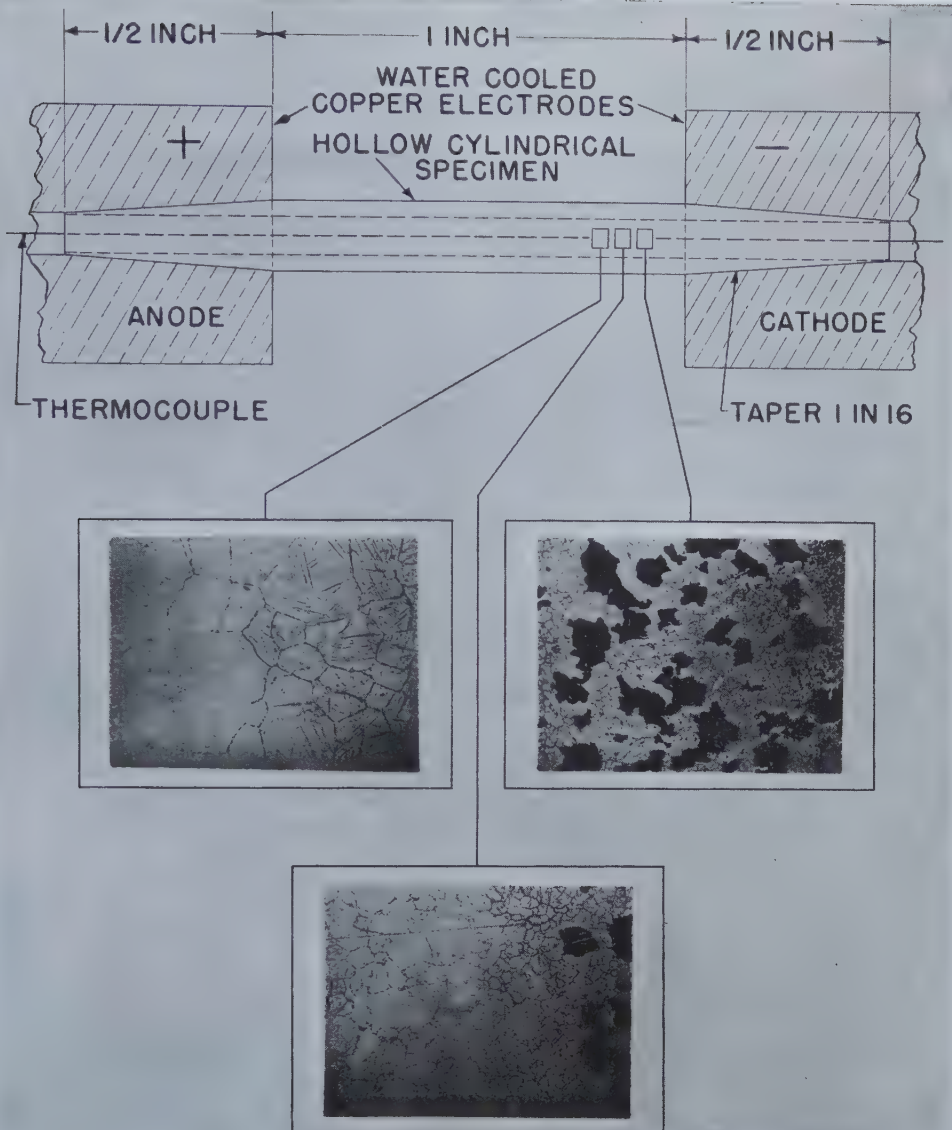 1/2 INCH 1 INCH 1/2 INCH
WATER COOLED
COPPER ELECTRODES
HOLLOW CYLINDRICAL
SPECIMEN
+ −
ANODE CATHODE
THERMOCOUPLE TAPER 1 IN 16